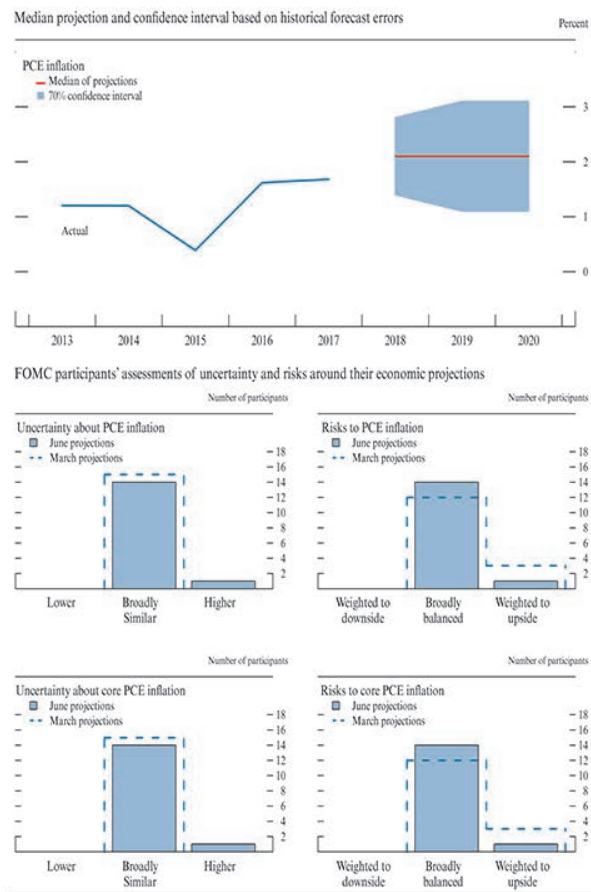 Median projection and confidence interval based on historical forecast errors
Percent
PCE inflation
Median of projections
70% confidence interval
3
2
1
0
Actual
2013 2014 2015 2016 2017 2018 2019 2020
FOMC participants' assessments of uncertainty and risks around their economic projections
Number of participants
Uncertainty about PCE inflation
June projections
March projections
18
16
14
12
10
8
6
4
2
Lower Broadly Higher
Similar
Number of participants
Risks to PCE inflation
June projections
March projections
18
16
14
12
10
8
6
4
2
Weighted to Broadly Weighted to
downside balanced upside
Number of participants
Uncertainty about core PCE inflation
June projections
March projections
18
16
14
12
10
8
6
4
2
Lower Broadly Higher
Similar
Number of participants
Risks to core PCE inflation
June projections
March projections
18
16
14
12
10
8
6
4
2
Weighted to Broadly Weighted to
downside balanced upside